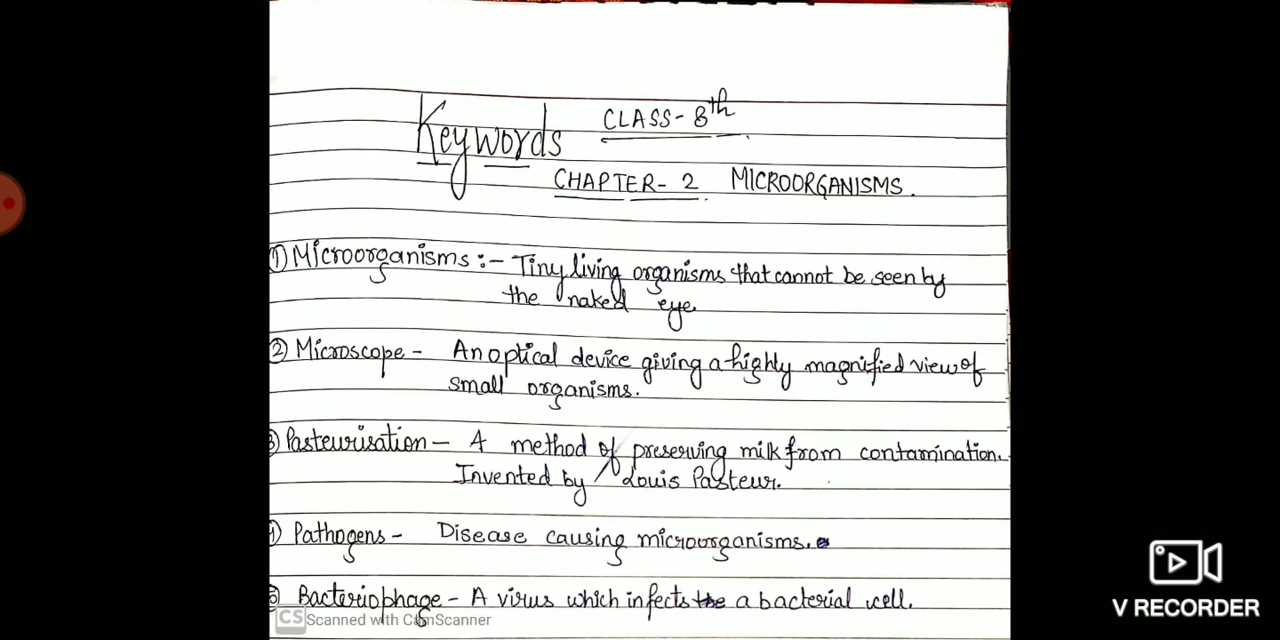 Keywords CLASS-8th
CHAPTER-2 MICROORGANISMS.
① Microorganisms :- Tiny living organisms that cannot be seen by
the naked eye.
② Microscope - An optical device giving a highly magnified view of
small organisms.
③ Pasteurisation - A method of preserving milk from contamination.
Invented by Louis Pasteur.
④ Pathogens - Disease causing microorganisms.
⑤ Bacteriophage - A virus which infects a bacterial cell.
CS Scanned with CamScanner
V RECORDER